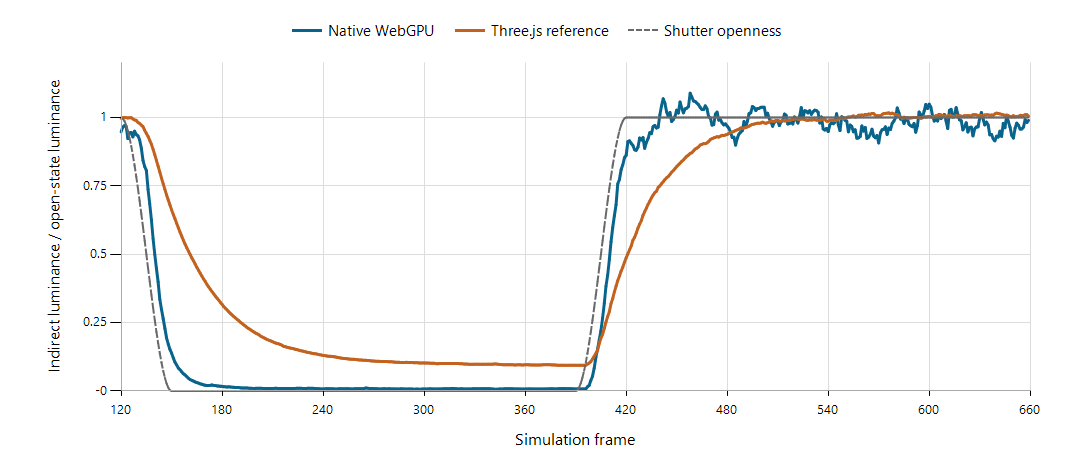 Native WebGPU Three.js reference Shutter openness
Indirect luminance / open-state luminance
1
0.75
0.5
0.25
-0
120 180 240 300 360 420 480 540 600 660
Simulation frame